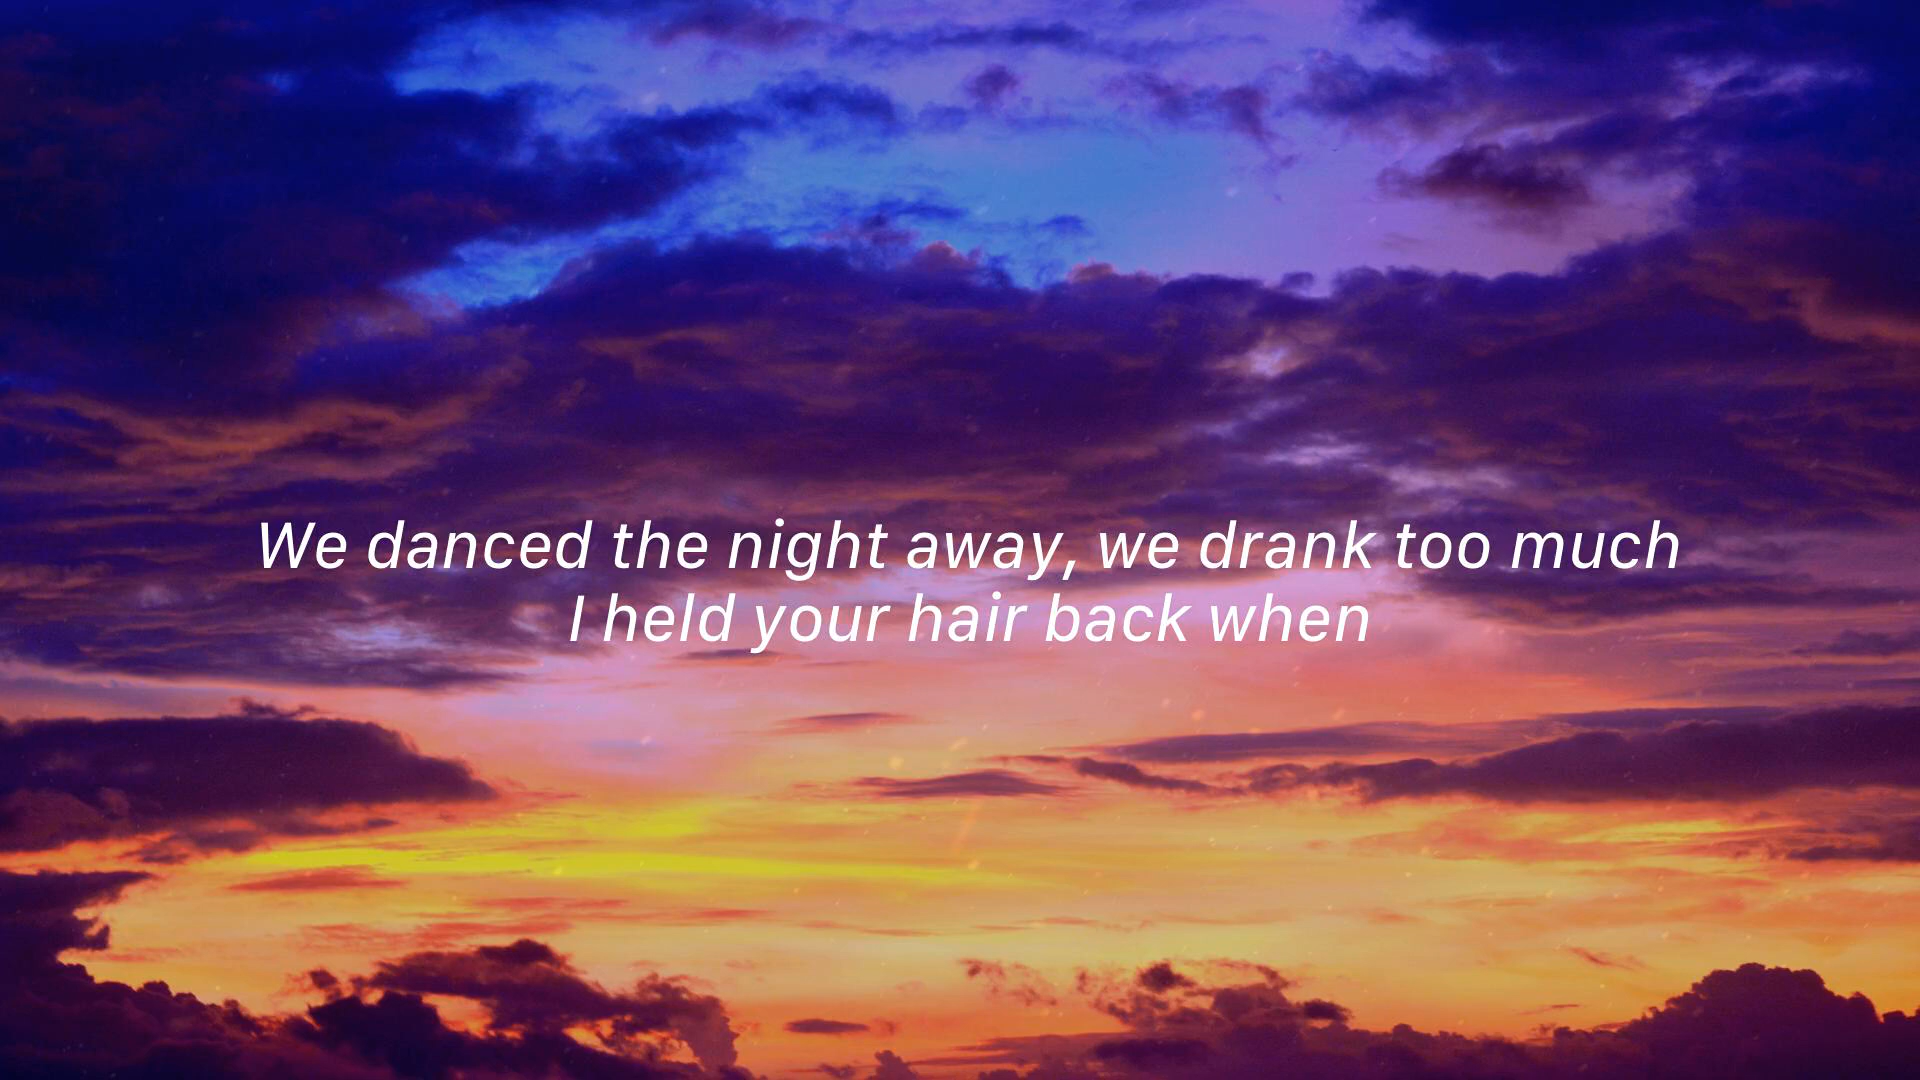 We danced the night away, we drank too much
I held your hair back when